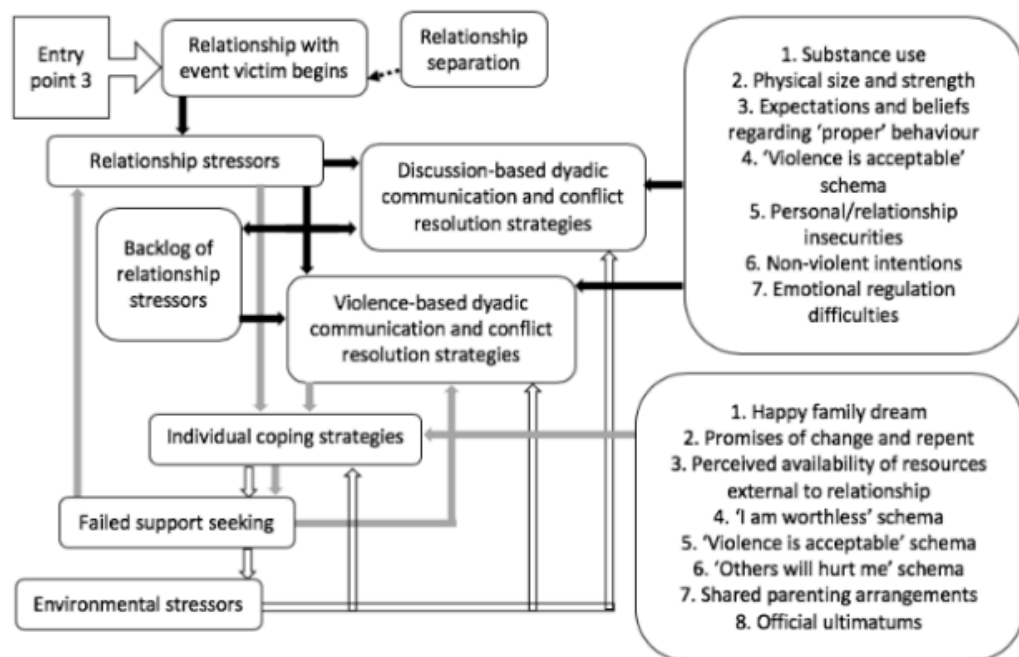 Entry
point 3
Relationship with
event victim begins
Relationship
separation
Relationship stressors
Discussion-based dyadic
communication and conflict
resolution strategies
Backlog of
relationship
stressors
Violence-based dyadic
communication and conflict
resolution strategies
Individual coping strategies
Failed support seeking
Environmental stressors
1. Substance use
2. Physical size and strength
3. Expectations and beliefs
regarding ‘proper’ behaviour
4. ‘Violence is acceptable’
schema
5. Personal/relationship
insecurities
6. Non-violent intentions
7. Emotional regulation
difficulties
1. Happy family dream
2. Promises of change and repent
3. Perceived availability of resources
external to relationship
4. ‘I am worthless’ schema
5. ‘Violence is acceptable’ schema
6. ‘Others will hurt me’ schema
7. Shared parenting arrangements
8. Official ultimatums